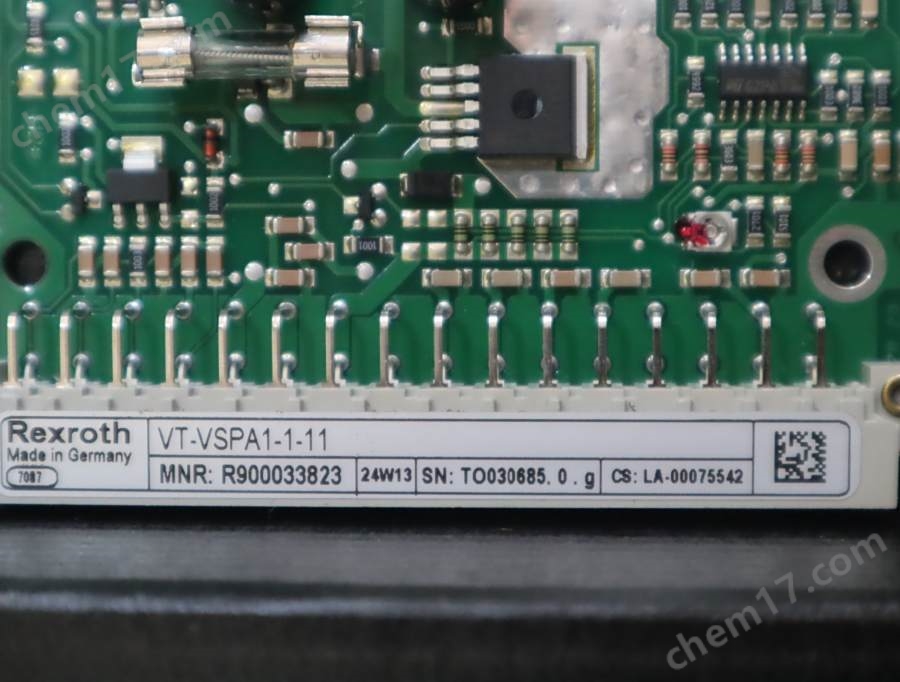 chem17.com
1001
Rexroth
Made in Germany
7087
VT-VSPA1-1-11
MNR: R900033823
24W13
SN: TO030685.0.g
CS: LA-00075542
chem17.com